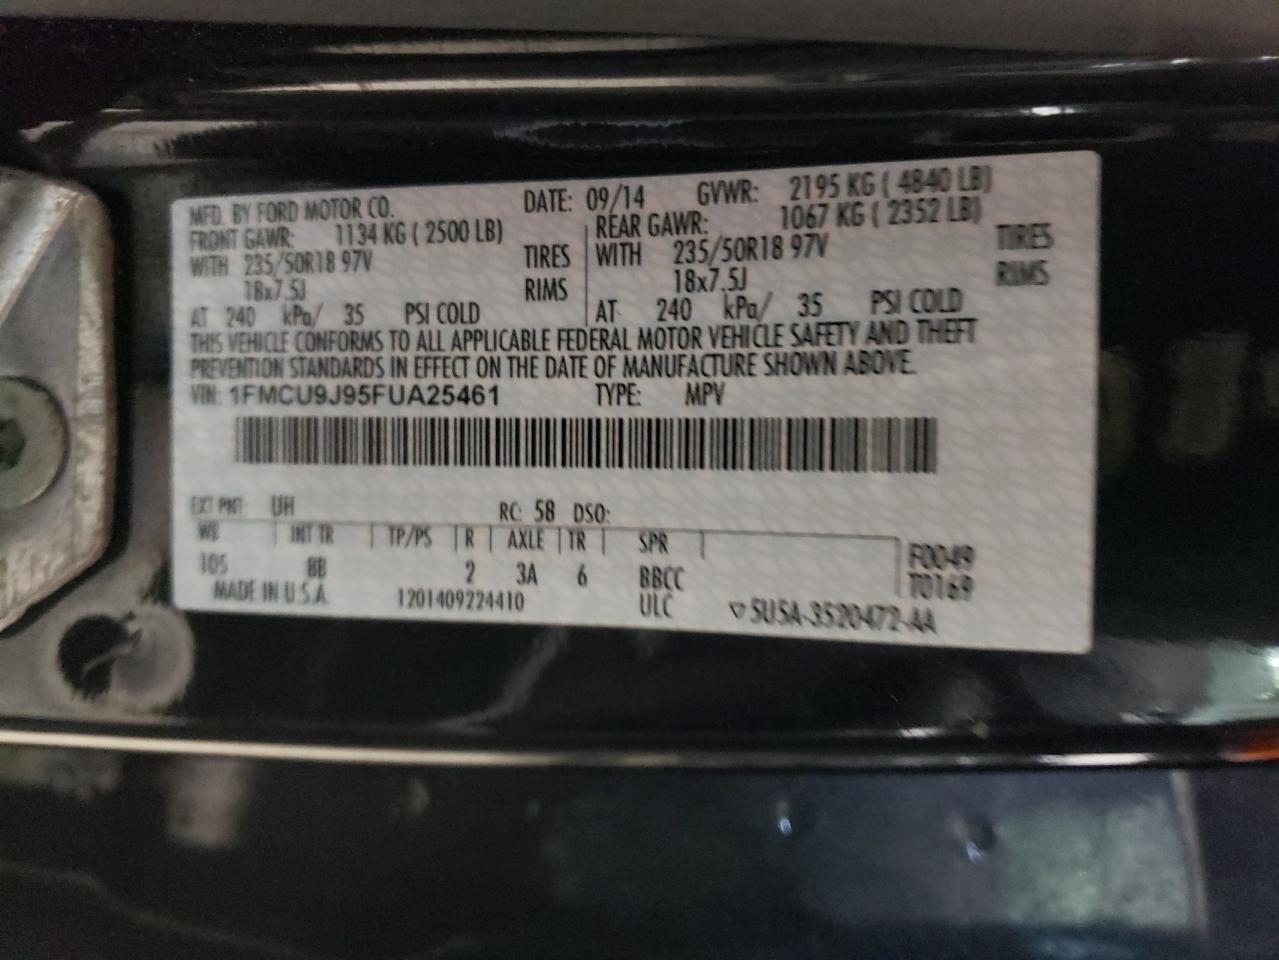 MFD. BY FORD MOTOR CO. DATE: 09/14 GVWR: 2195 KG ( 4840 LB)
FRONT GAWR: 1134 KG ( 2500 LB) REAR GAWR: 1067 KG ( 2352 LB)
WITH 235/50R18 97V TIRES WITH 235/50R18 97V TIRES
18x7.5J RIMS 18x7.5J RIMS
AT 240 kPa/ 35 PSI COLD AT 240 kPa/ 35 PSI COLD
THIS VEHICLE CONFORMS TO ALL APPLICABLE FEDERAL MOTOR VEHICLE SAFETY AND THEFT
PREVENTION STANDARDS IN EFFECT ON THE DATE OF MANUFACTURE SHOWN ABOVE.
VIN: 1FMCU9J95FUA25461 TYPE: MPV
EXT PNT: UH RC: 58 DSO:
WB INT TR TP/PS R AXLE TR SPR F0049
105 BB 2 3A 6 BBCC T0169
MADE IN U.S.A. 1201409224410 ULC ▽5U5A-3520472-AA